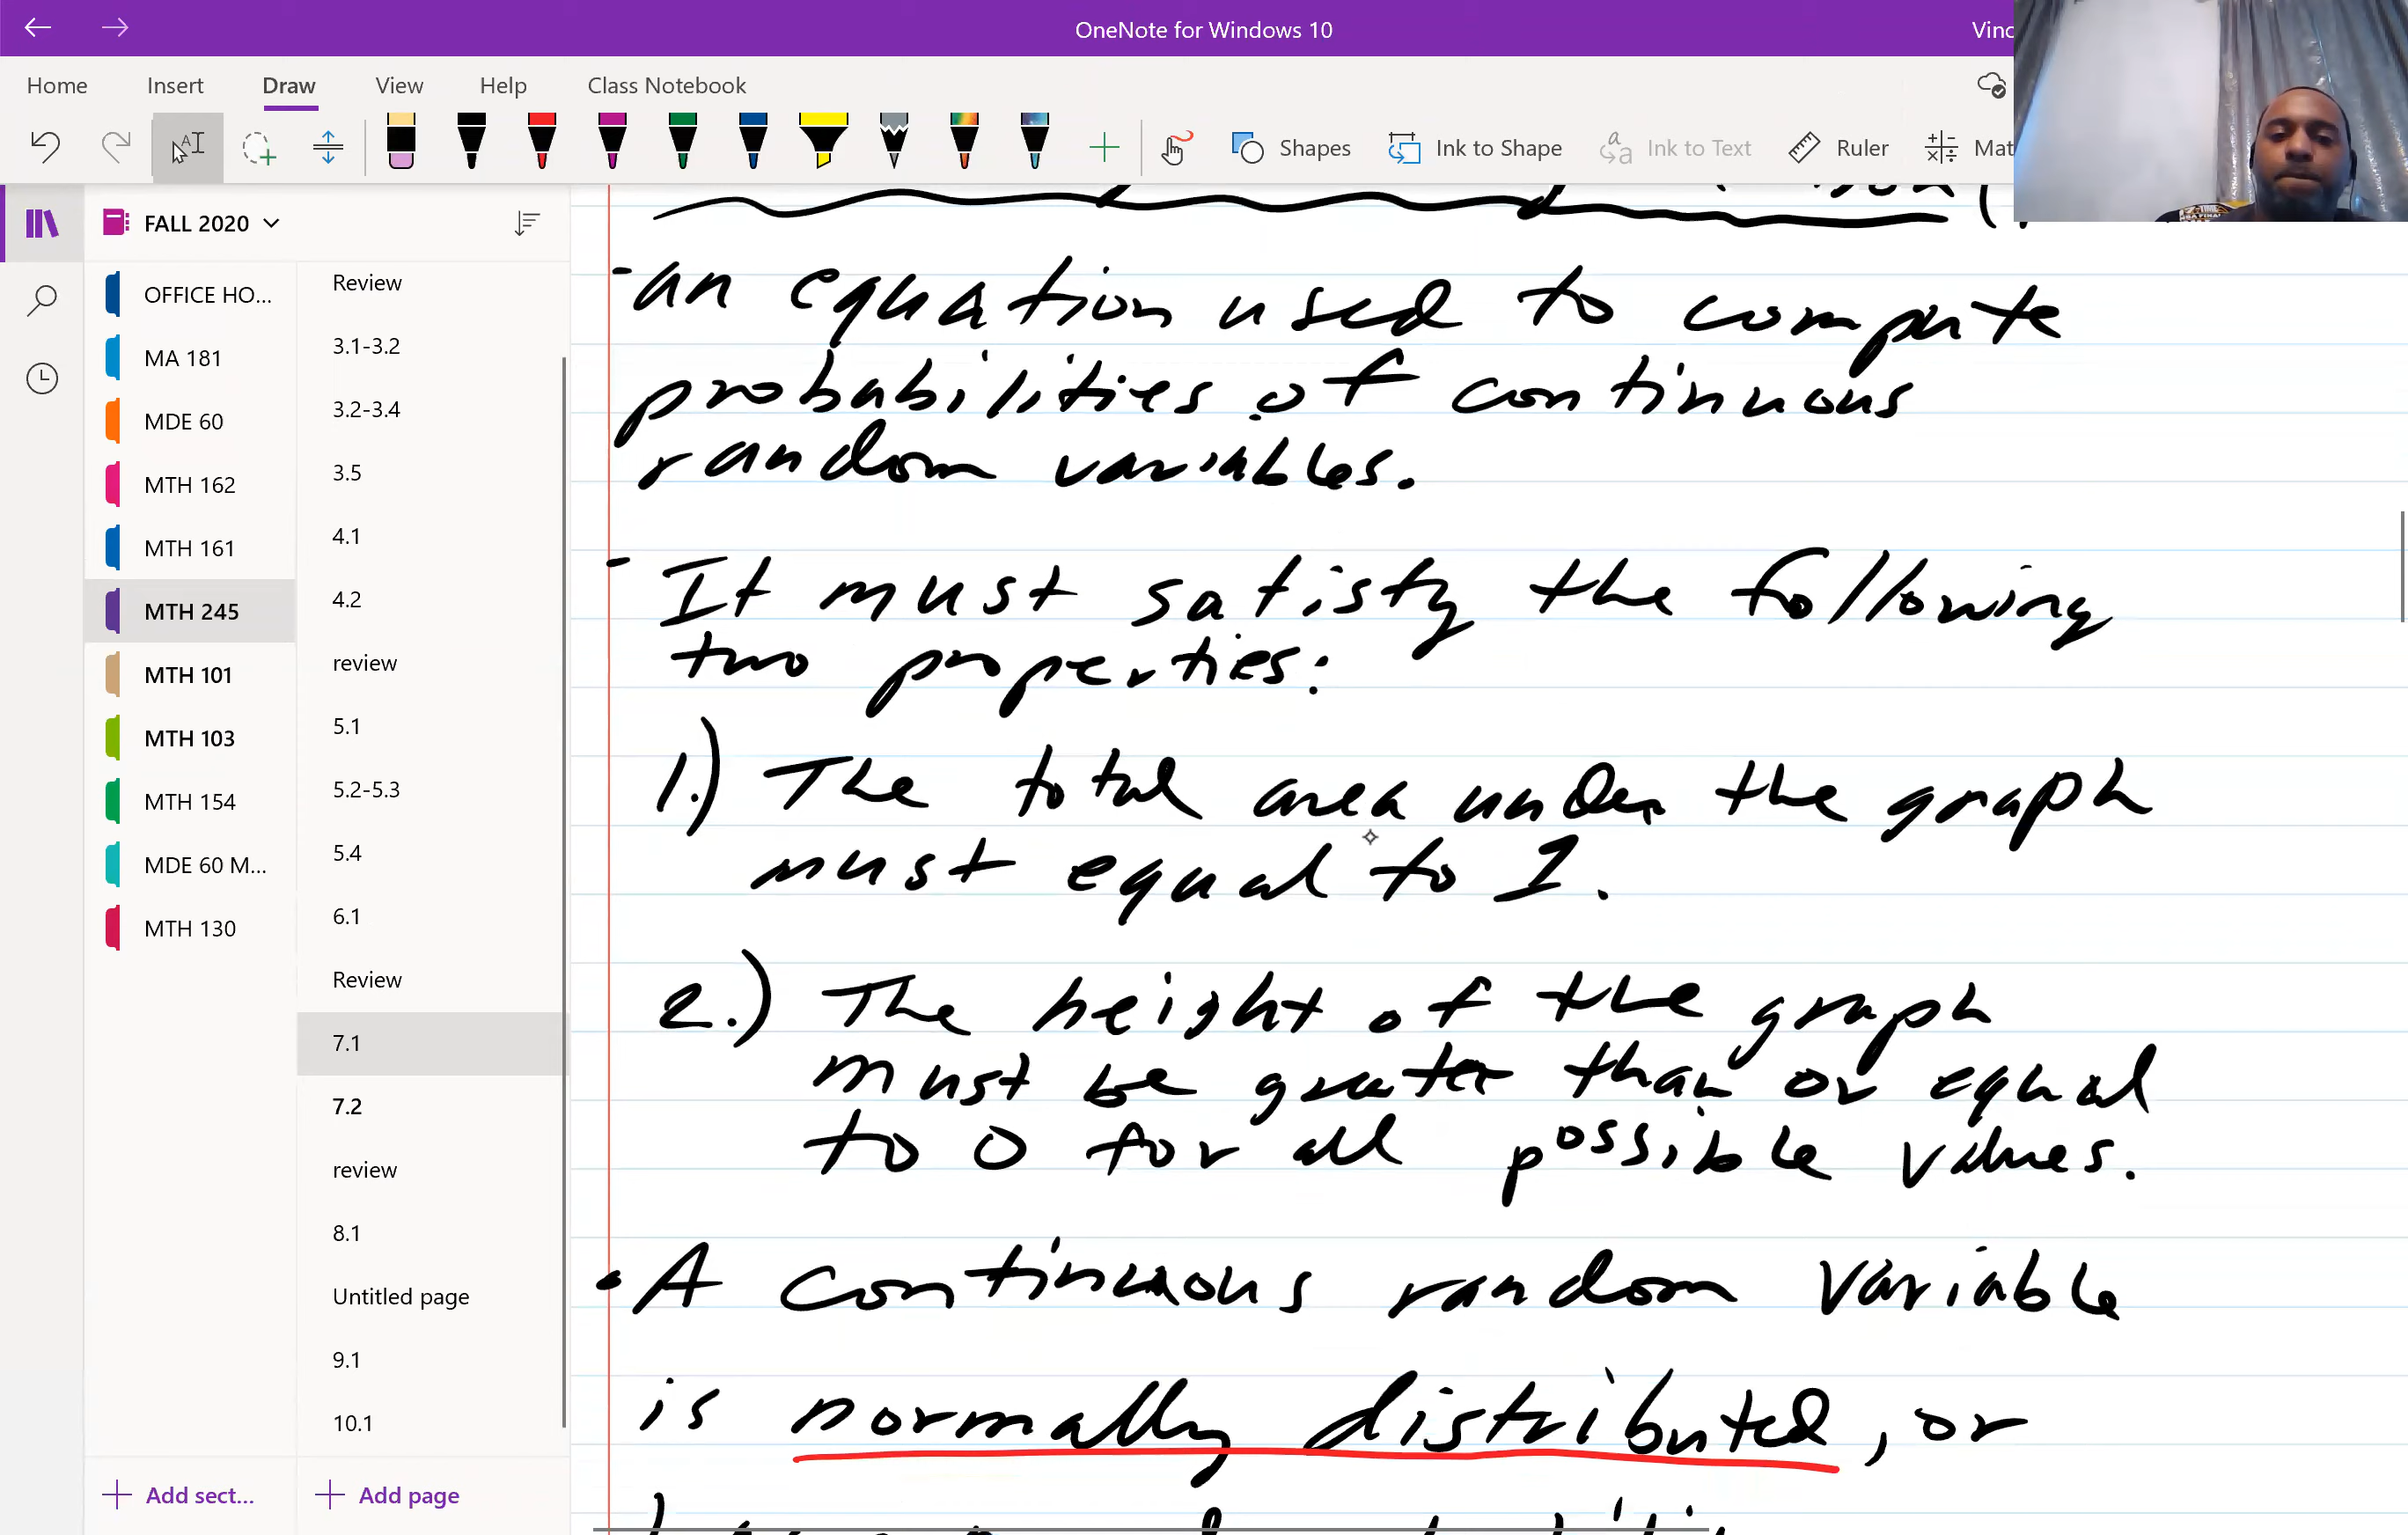 OneNote for Windows 10
Vinc
Home Insert Draw View Help Class Notebook
Shapes Ink to Shape Ink to Text Ruler Mat
FALL 2020
OFFICE HO...
MA 181
MDE 60
MTH 162
MTH 161
MTH 245
MTH 101
MTH 103
MTH 154
MDE 60 M...
MTH 130
Add sect...
Review
3.1-3.2
3.2-3.4
3.5
4.1
4.2
review
5.1
5.2-5.3
5.4
6.1
Review
7.1
7.2
review
8.1
Untitled page
9.1
10.1
Add page
- an equation used to compute
probabilities of continuous
random variables.
- It must satisfy the following
two properties:
1.) The total area under the graph
must equal to 1.
2.) The height of the graph
must be greater than or equal
to 0 for all possible values.
• A continuous random variable
is normally distributed, or